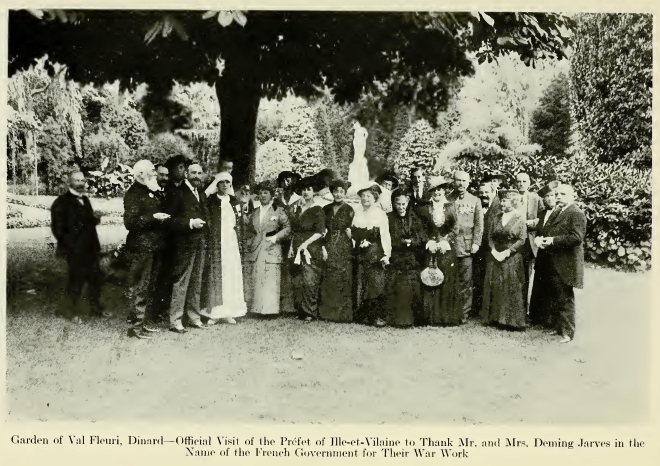 Garden of Val Fleuri, Dinard—Official Visit of the Préfet of Ille-et-Vilaine to Thank Mr. and Mrs. Deming Jarves in the
Name of the French Government for Their War Work